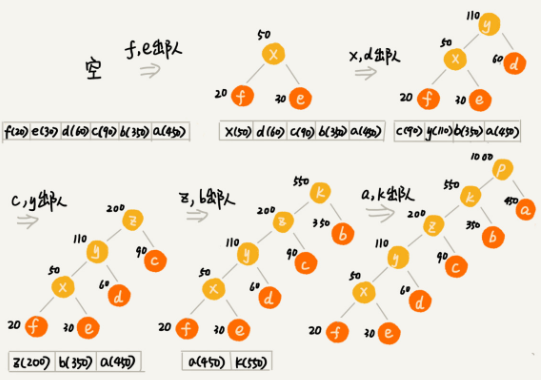 空
f,e出队
50
x
20
f
30
e
x,d出队
110
y
50
x
60
d
20
f
30
e
f(20) e(30) d(60) c(90) b(350) a(450)
x(50) d(60) c(90) b(350) a(450)
c(90) y(110) b(350) a(450)
c,y出队
200
z
110
y
90
c
50
x
60
d
20
f
30
e
z(200) b(350) a(450)
z,b出队
550
k
200
z
350
b
110
y
90
c
50
x
60
d
20
f
30
e
a(450) k(550)
a,k出队
1000
p
550
k
450
a
200
z
350
b
110
y
90
c
50
x
60
d
20
f
30
e